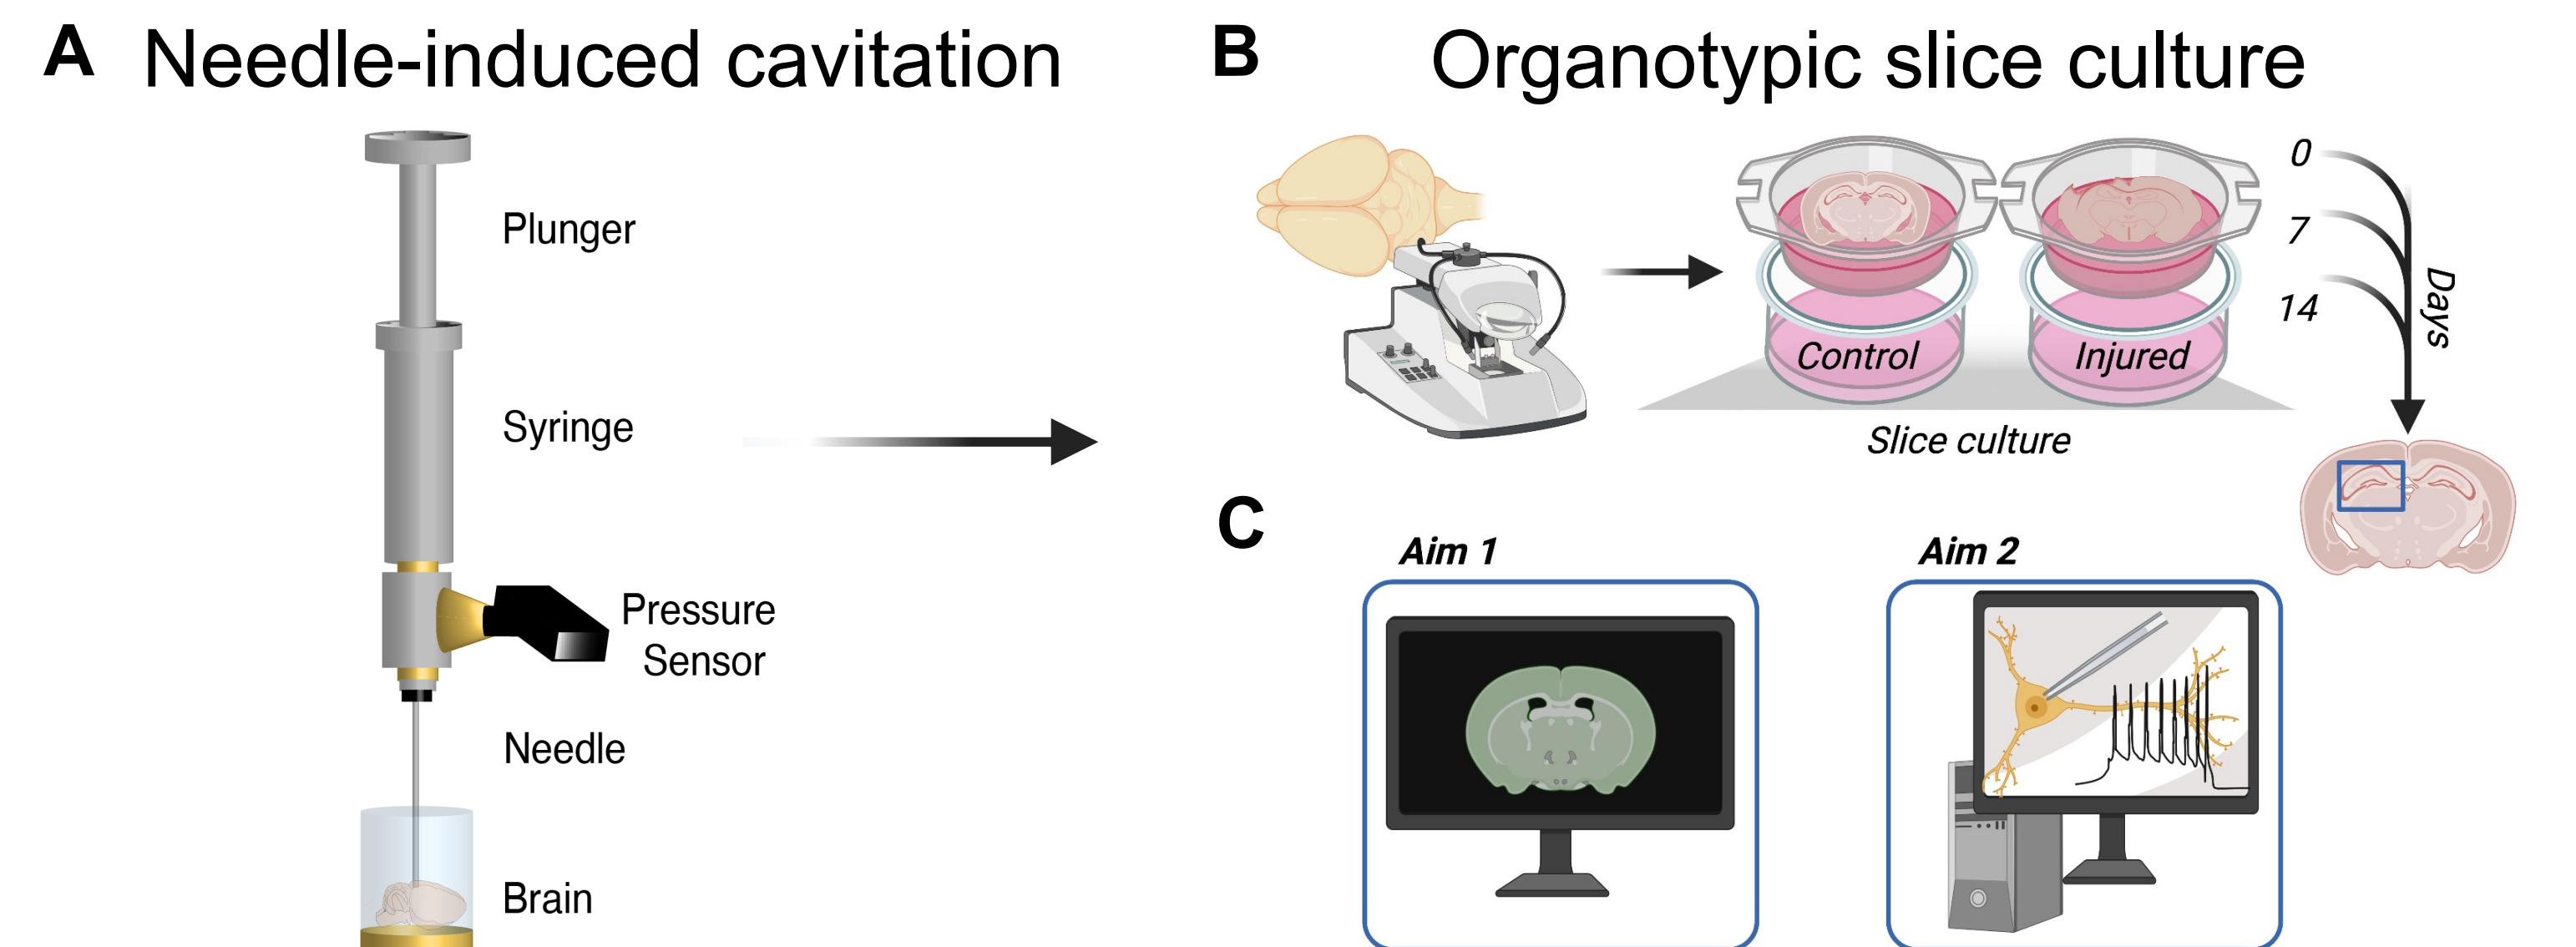 A Needle-induced cavitation
Plunger
Syringe
Pressure
Sensor
Needle
Brain
B Organotypic slice culture
Control
Injured
Slice culture
0
7
14
Days
C
Aim 1
Aim 2